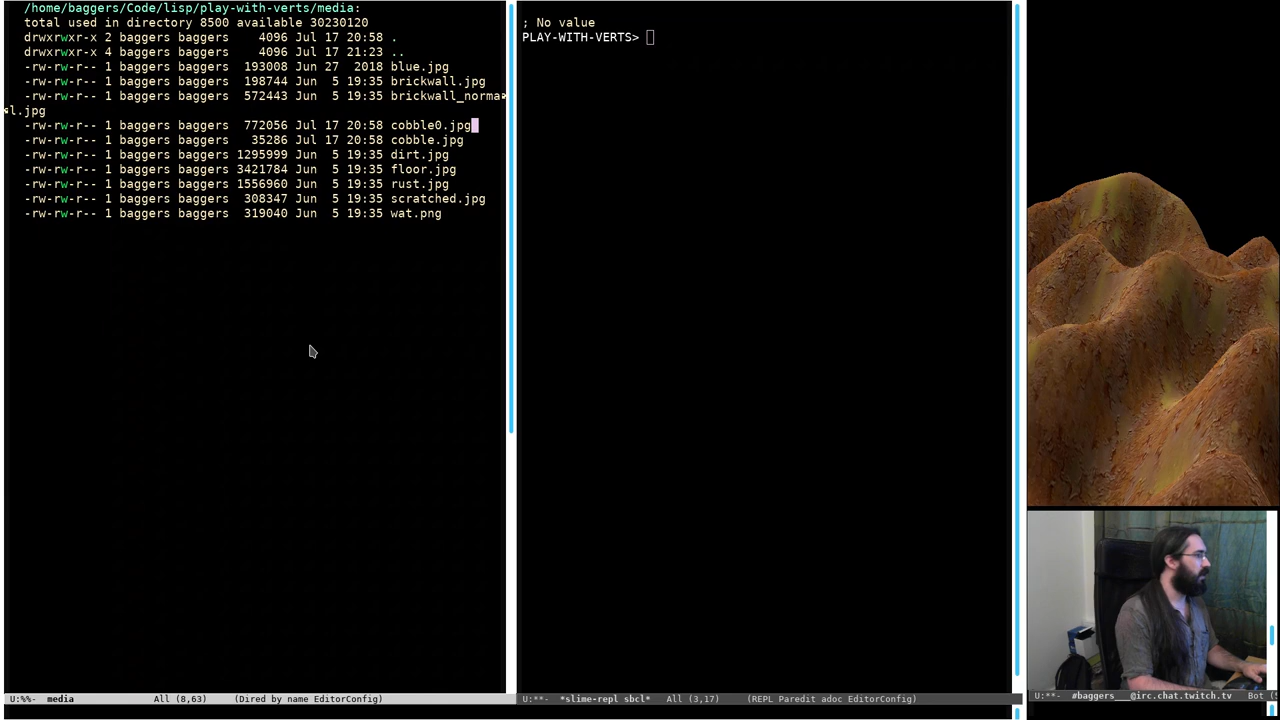 /home/baggers/Code/lisp/play-with-verts/media:
total used in directory 8500 available 30230120
drwxrwxr-x 2 baggers baggers    4096 Jul 17 20:58 .
drwxrwxr-x 4 baggers baggers    4096 Jul 17 21:23 ..
-rw-rw-r-- 1 baggers baggers  193008 Jun 27  2018 blue.jpg
-rw-rw-r-- 1 baggers baggers  198744 Jun  5 19:35 brickwall.jpg
-rw-rw-r-- 1 baggers baggers  572443 Jun  5 19:35 brickwall_norma
l.jpg
-rw-rw-r-- 1 baggers baggers  772056 Jul 17 20:58 cobble0.jpg
-rw-rw-r-- 1 baggers baggers   35286 Jul 17 20:58 cobble.jpg
-rw-rw-r-- 1 baggers baggers 1295999 Jun  5 19:35 dirt.jpg
-rw-rw-r-- 1 baggers baggers 3421784 Jun  5 19:35 floor.jpg
-rw-rw-r-- 1 baggers baggers 1556960 Jun  5 19:35 rust.jpg
-rw-rw-r-- 1 baggers baggers  308347 Jun  5 19:35 scratched.jpg
-rw-rw-r-- 1 baggers baggers  319040 Jun  5 19:35 wat.png
U:%%-  media          All (8,63)    (Dired by name EditorConfig)
; No value
PLAY-WITH-VERTS>
U:**-  *slime-repl sbcl*   All (3,17)    (REPL Paredit adoc EditorConfig)
U:**-  #baggers___@irc.chat.twitch.tv   Bot